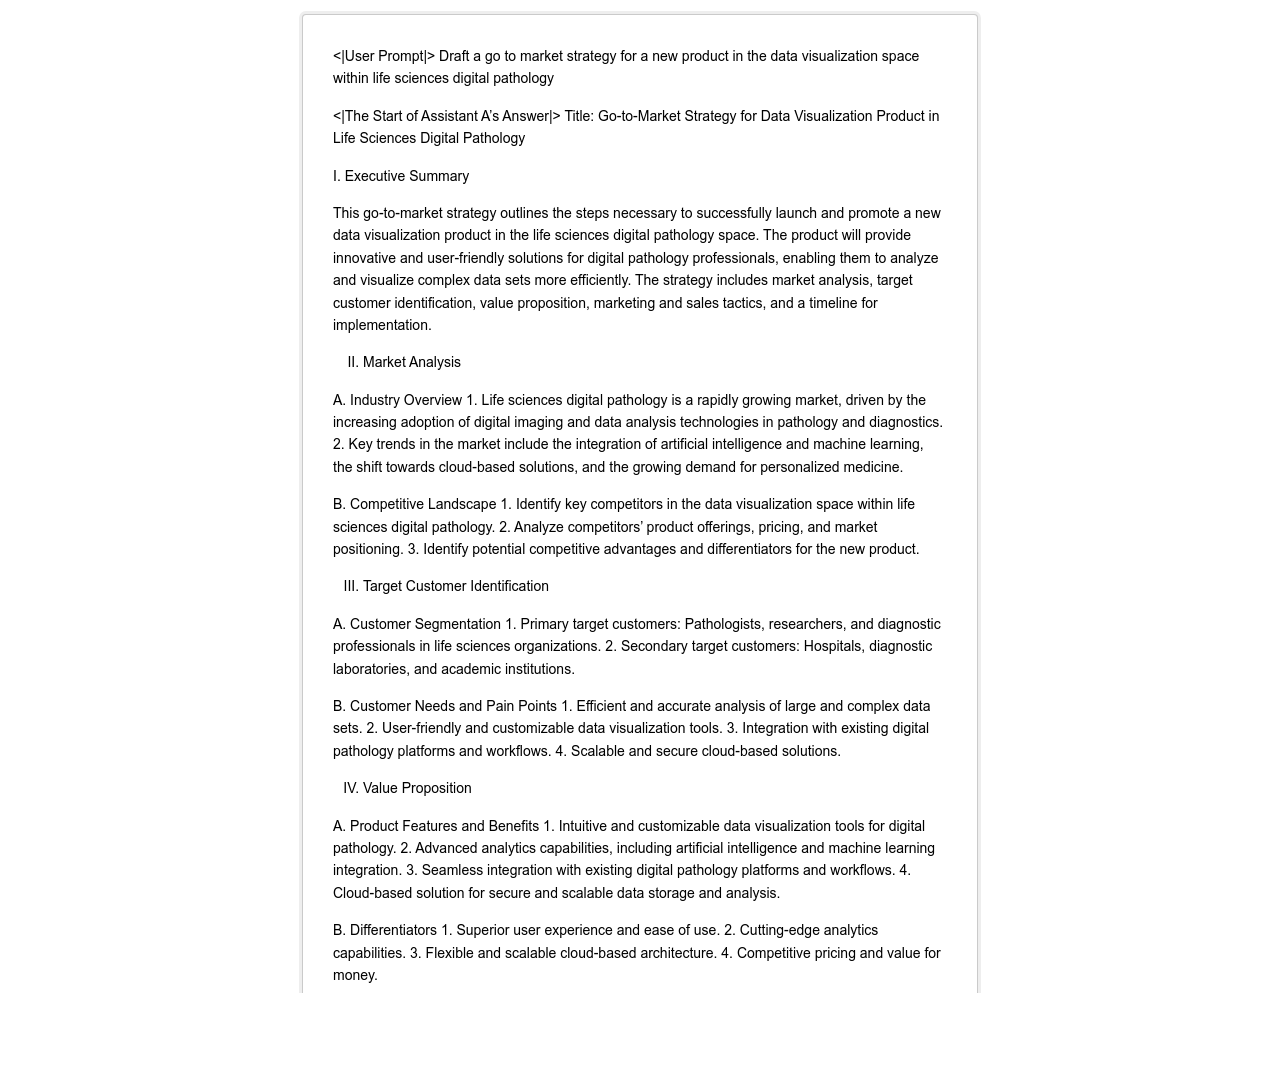 <|User Prompt|> Draft a go to market strategy for a new product in the data visualization space
within life sciences digital pathology
<|The Start of Assistant A’s Answer|> Title: Go-to-Market Strategy for Data Visualization Product in
Life Sciences Digital Pathology
I. Executive Summary
This go-to-market strategy outlines the steps necessary to successfully launch and promote a new
data visualization product in the life sciences digital pathology space. The product will provide
innovative and user-friendly solutions for digital pathology professionals, enabling them to analyze
and visualize complex data sets more efficiently. The strategy includes market analysis, target
customer identification, value proposition, marketing and sales tactics, and a timeline for
implementation.
II. Market Analysis
A. Industry Overview 1. Life sciences digital pathology is a rapidly growing market, driven by the
increasing adoption of digital imaging and data analysis technologies in pathology and diagnostics.
2. Key trends in the market include the integration of artificial intelligence and machine learning,
the shift towards cloud-based solutions, and the growing demand for personalized medicine.
B. Competitive Landscape 1. Identify key competitors in the data visualization space within life
sciences digital pathology. 2. Analyze competitors’ product offerings, pricing, and market
positioning. 3. Identify potential competitive advantages and differentiators for the new product.
III. Target Customer Identification
A. Customer Segmentation 1. Primary target customers: Pathologists, researchers, and diagnostic
professionals in life sciences organizations. 2. Secondary target customers: Hospitals, diagnostic
laboratories, and academic institutions.
B. Customer Needs and Pain Points 1. Efficient and accurate analysis of large and complex data
sets. 2. User-friendly and customizable data visualization tools. 3. Integration with existing digital
pathology platforms and workflows. 4. Scalable and secure cloud-based solutions.
IV. Value Proposition
A. Product Features and Benefits 1. Intuitive and customizable data visualization tools for digital
pathology. 2. Advanced analytics capabilities, including artificial intelligence and machine learning
integration. 3. Seamless integration with existing digital pathology platforms and workflows. 4.
Cloud-based solution for secure and scalable data storage and analysis.
B. Differentiators 1. Superior user experience and ease of use. 2. Cutting-edge analytics
capabilities. 3. Flexible and scalable cloud-based architecture. 4. Competitive pricing and value for
money.